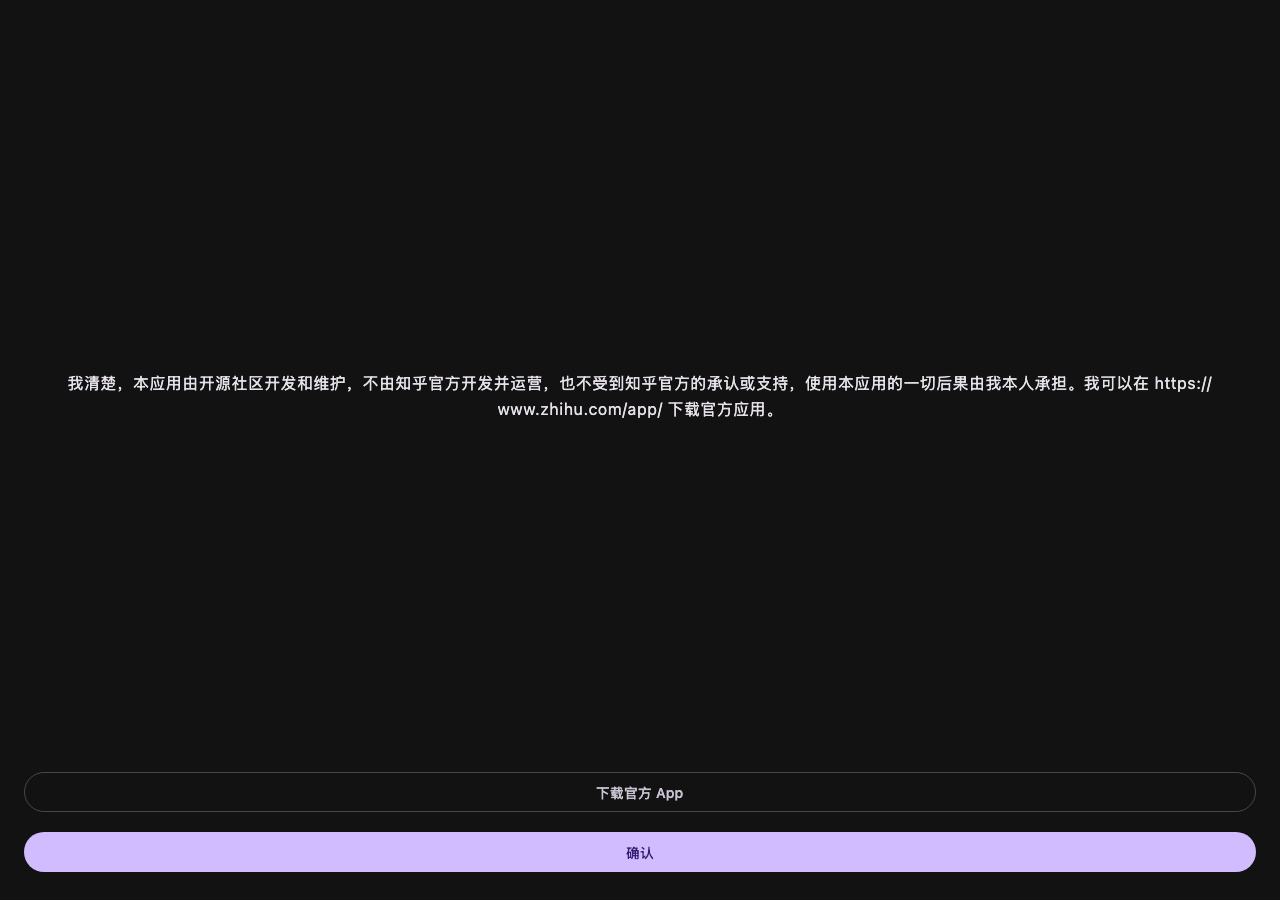 我清楚，本应用由开源社区开发和维护，不由知乎官方开发并运营，也不受到知乎官方的承认或支持，使用本应用的一切后果由我本人承担。我可以在 https://
www.zhihu.com/app/ 下载官方应用。
下载官方 App
确认